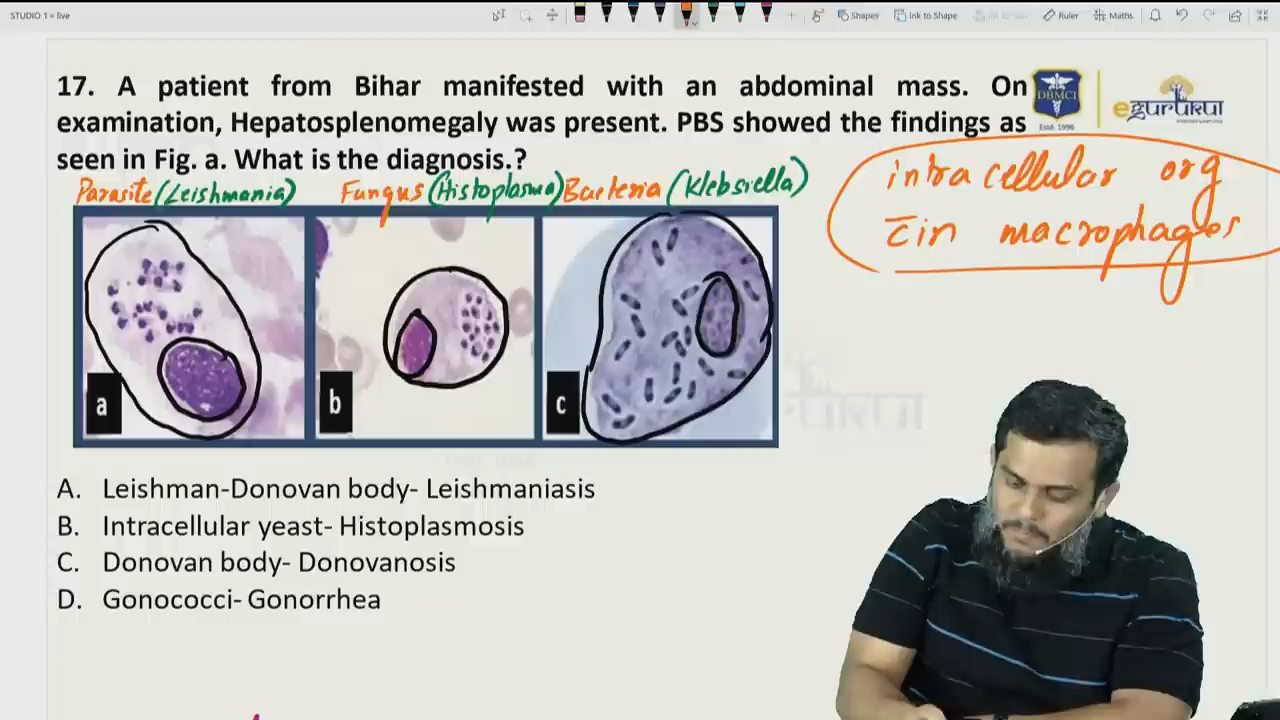 STUDIO 1 = live
Shapes
Ink to Shape
Ruler
Maths
17. A patient from Bihar manifested with an abdominal mass. On
examination, Hepatosplenomegaly was present. PBS showed the findings as
seen in Fig. a. What is the diagnosis.?
DBMCI
Estd. 1996
eGurukul
intracellular org
in macrophages
Parasite (Leishmania) Fungus (Histoplasma) Bacteria (Klebsiella)
a
b
c
A. Leishman-Donovan body- Leishmaniasis
B. Intracellular yeast- Histoplasmosis
C. Donovan body- Donovanosis
D. Gonococci- Gonorrhea